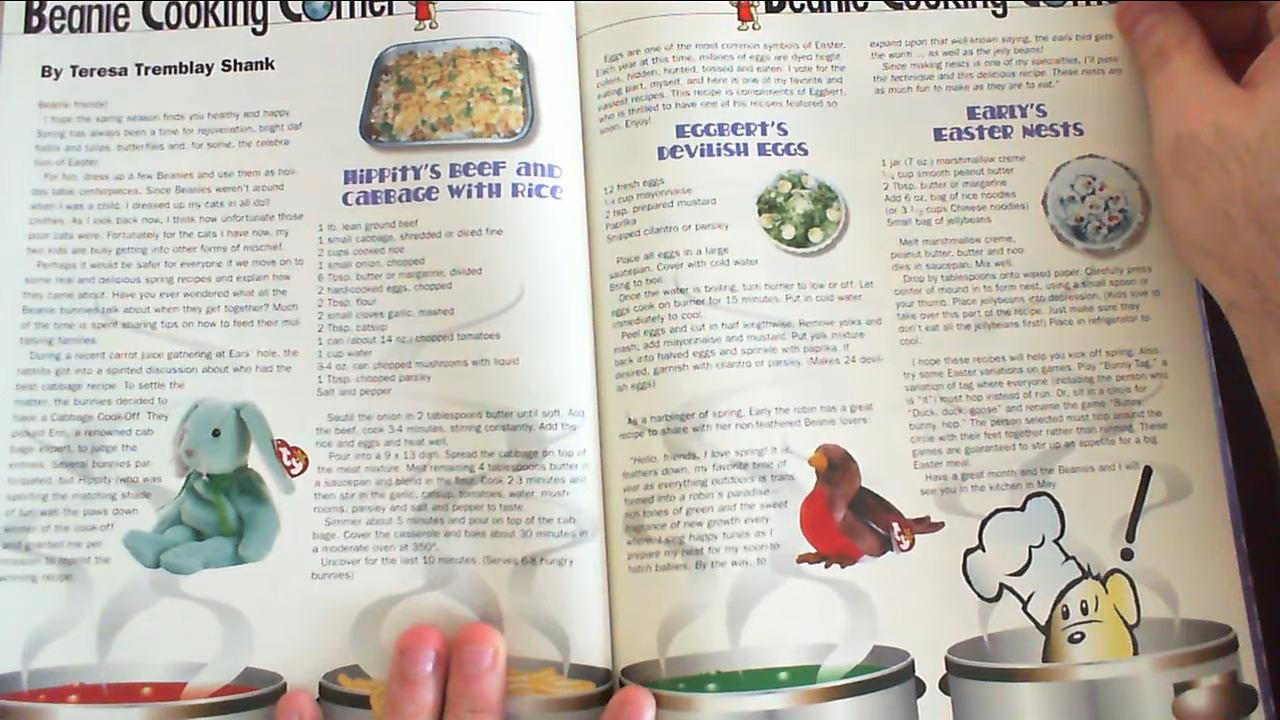 Beanie Cooking Corner
By Teresa Tremblay Shank
Beanie friends!
I hope the spring season finds you healthy and happy.
Spring has always been a time for rejuvenation, bright daf-
fodils and tulips, butterflies and, for some, the celebra-
tion of Easter.
For fun, dress up a few Beanies and use them as holi-
day table centerpieces. Since Beanies weren't around
when I was a child, I dressed up my cats in all doll
clothes. As I look back now, I think how unfortunate those
poor cats were. Fortunately for the cats I have now, my
two kids are busy getting into other forms of mischief.
Perhaps it would be safer for everyone if we move on to
some real and delicious spring recipes and explain how
they came about. Have you ever wondered what all the
Beanie bunnies talk about when they get together? Much
of the time is spent sharing tips on how to feed their mul-
tiplying families.
During a recent carrot juice gathering at Ears' hole, the
rabbits got into a spirited discussion about who had the
best cabbage recipe. To settle the
matter, the bunnies decided to
have a Cabbage Cook-Off. They
picked Erin, a renowned cab-
bage expert, to judge the
entries. Several bunnies par-
ticipated, but Hippity (who was
sporting the matching shade
of fur) was the paws down
winner of the cook-off
and granted me per-
mission to reprint the
winning recipe.
HIPPITY'S BEEF AND
CABBAGE WITH RICE
1 lb. lean ground beef
1 small cabbage, shredded or diced fine
2 cups cooked rice
1 small onion, chopped
6 Tbsp. butter or margarine, divided
2 hard-cooked eggs, chopped
2 Tbsp. flour
2 small cloves garlic, mashed
2 Tbsp. catsup
1 can (about 14 oz.) chopped tomatoes
1 cup water
3-4 oz. can chopped mushrooms with liquid
1 Tbsp. chopped parsley
Salt and pepper
Sauté the onion in 2 tablespoons butter until soft. Add
the beef, cook 3-4 minutes, stirring constantly. Add the
rice and eggs and heat well.
Pour into a 9 x 13 dish. Spread the cabbage on top of
the meat mixture. Melt remaining 4 tablespoons butter in
a saucepan and blend in the flour. Cook 2-3 minutes and
then stir in the garlic, catsup, tomatoes, water, mush-
rooms, parsley and salt and pepper to taste.
Simmer about 5 minutes and pour on top of the cab-
bage. Cover the casserole and bake about 30 minutes in
a moderate oven at 350°.
Uncover for the last 10 minutes. (Serves 6-8 hungry
bunnies)
Beanie Cooking Corner
Eggs are one of the most common symbols of Easter.
Each year at this time, millions of eggs are dyed bright
colors, hidden, hunted, tossed and eaten. I vote for the
eating part, myself, and here is one of my favorite and
easiest recipes. This recipe is compliments of Eggbert,
who is thrilled to have one of his recipes featured so
soon. Enjoy!
EGGBERT'S
DEVILISH EGGS
12 fresh eggs
1/4 cup mayonnaise
2 tsp. prepared mustard
Paprika
Snipped cilantro or parsley
Place all eggs in a large
saucepan. Cover with cold water.
Bring to boil.
Once the water is boiling, turn burner to low or off. Let
eggs cook on burner for 15 minutes. Put in cold water
immediately to cool.
Peel eggs and cut in half lengthwise. Remove yolks and
mash, add mayonnaise and mustard. Put yolk mixture
back into halved eggs and sprinkle with paprika. If
desired, garnish with cilantro or parsley. (Makes 24 devil-
ish eggs)
As a harbinger of spring, Early the robin has a great
recipe to share with her non-feathered Beanie lovers:
"Hello, friends, I love spring! It is,
feathers down, my favorite time of
year as everything outdoors is trans-
formed into a robin's paradise—
rich tones of green and the sweet
fragrance of new growth every-
where. I sing happy tunes as I
prepare my nest for my soon-to-
hatch babies. By the way, to
expand upon that well-known saying, the early bird gets
the worm ... as well as the jelly beans!
Since making nests is one of my specialties, I'll pass
the technique and this delicious recipe. These nests are
as much fun to make as they are to eat."
EARLY'S
EASTER NESTS
1 jar (7 oz.) marshmallow creme
cup smooth peanut butter
2 Tbsp. butter or margarine
Add 6 oz. bag of rice noodles
(or 3 1/2 cups Chinese noodles)
Small bag of jellybeans
Melt marshmallow creme,
peanut butter, butter and noo-
dles in saucepan. Mix well.
Drop by tablespoons onto waxed paper. Carefully press
center of mound in to form nest, using a small spoon or
your thumb. Place jellybeans into depression. (Kids love to
take over this part of the recipe. Just make sure they
don't eat all the jellybeans first!) Place in refrigerator to
cool.
I hope these recipes will help you kick off spring. Also,
try some Easter variations on games. Play "Bunny Tag," a
variation of tag where everyone (including the person who
is "it") must hop instead of run. Or, sit in a circle for
"Duck, duck, goose" and rename the game "Bunny,
bunny, hop." The person selected must hop around the
circle with their feet together rather than running. These
games are guaranteed to stir up an appetite for a big
Easter meal.
Have a great month and the Beanies and I will
see you in the kitchen in May.